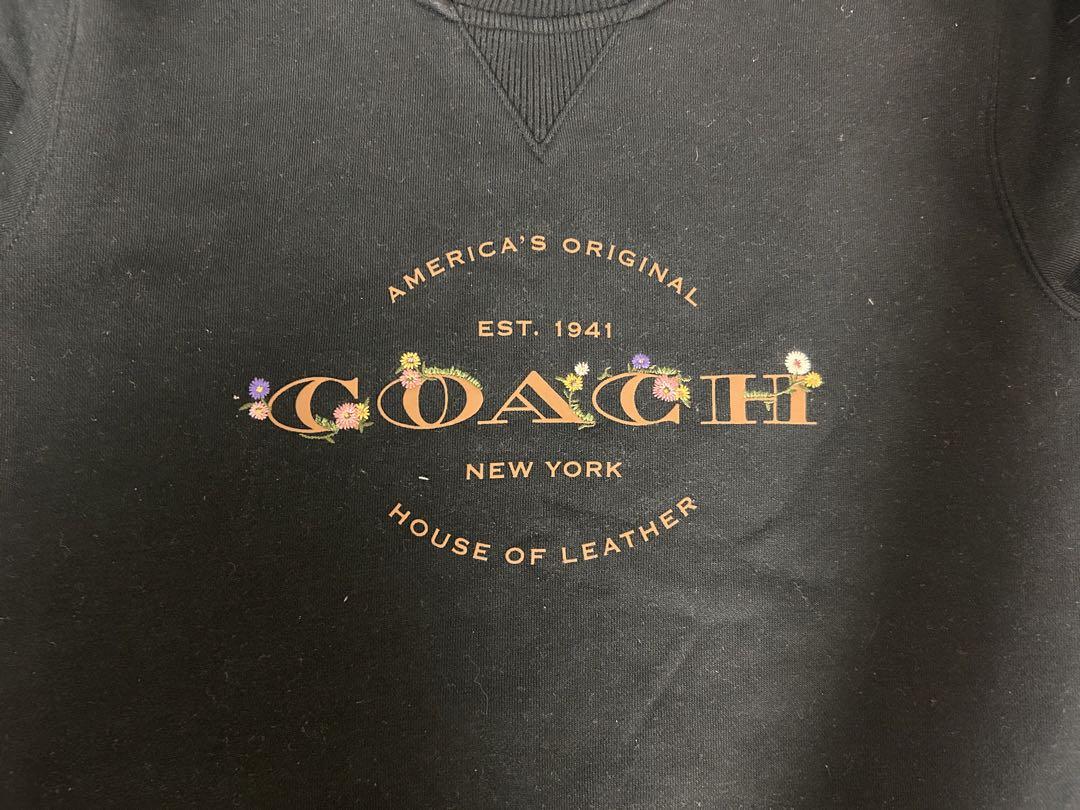 AMERICA'S ORIGINAL
EST. 1941
COACH
NEW YORK
HOUSE OF LEATHER